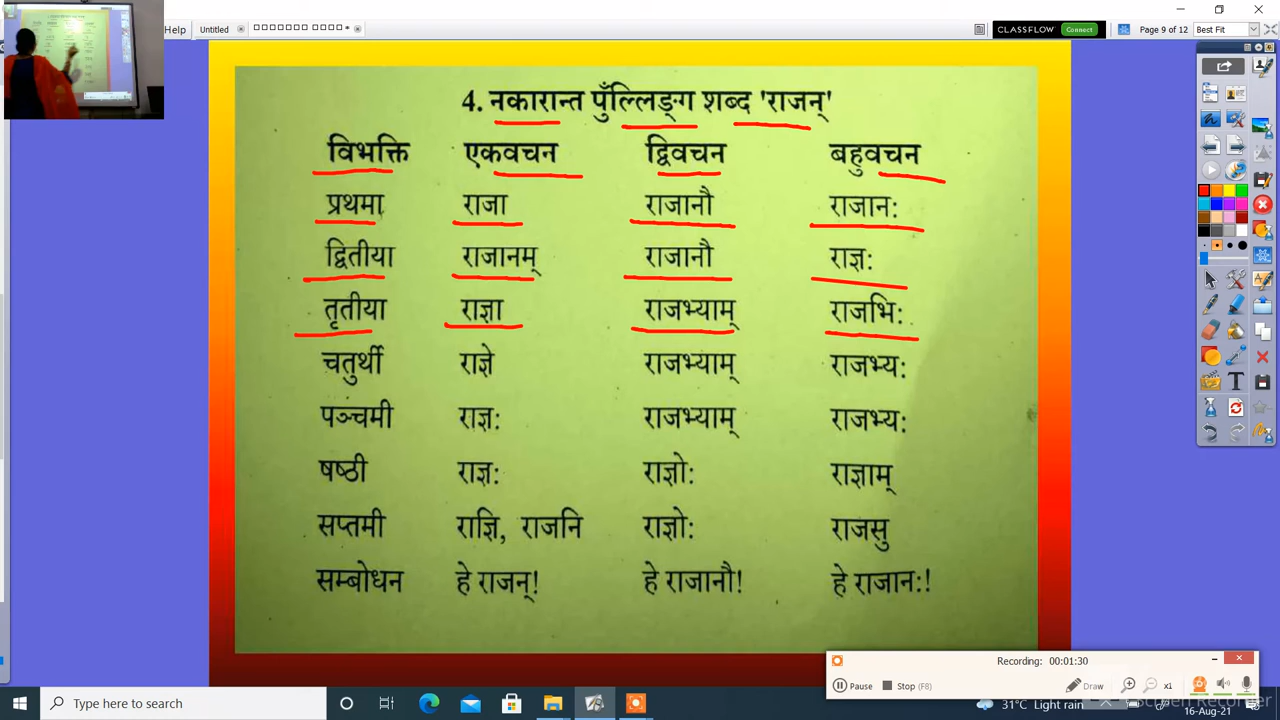 Help Untitled CLASSFLOW Connect Page 9 of 12 Best Fit
4. नकारान्त पुँल्लिङ्ग शब्द 'राजन्'
विभक्ति एकवचन द्विवचन बहुवचन
प्रथमा राजा राजानौ राजान:
द्वितीया राजानम् राजानौ राज्ञ:
तृतीया राज्ञा राजभ्याम् राजभि:
चतुर्थी राज्ञे राजभ्याम् राजभ्य:
पञ्चमी राज्ञ: राजभ्याम् राजभ्य:
षष्ठी राज्ञ: राज्ञो: राज्ञाम्
सप्तमी राज्ञि, राजनि राज्ञो: राजसु
सम्बोधन हे राजन्! हे राजानौ! हे राजान:!
Recording: 00:01:30
Pause Stop (F8) Draw x1
Type here to search 31°C Light rain 16-Aug-21